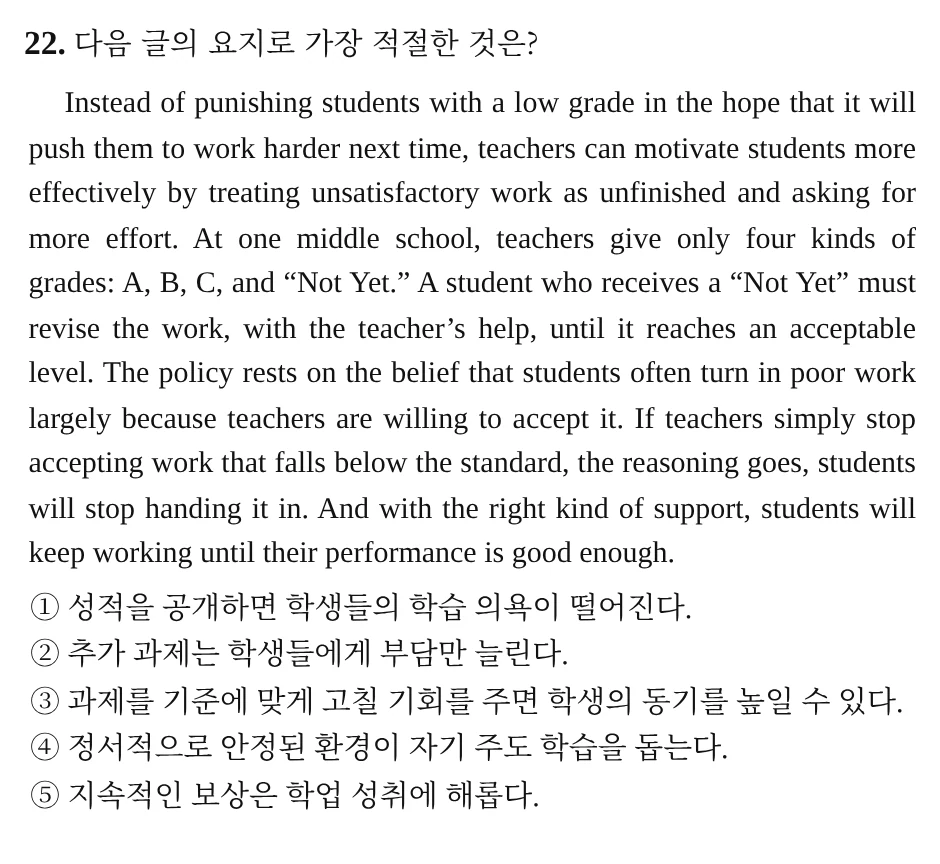 22. 다음 글의 요지로 가장 적절한 것은?
Instead of punishing students with a low grade in the hope that it will
push them to work harder next time, teachers can motivate students more
effectively by treating unsatisfactory work as unfinished and asking for
more effort. At one middle school, teachers give only four kinds of
grades: A, B, C, and “Not Yet.” A student who receives a “Not Yet” must
revise the work, with the teacher’s help, until it reaches an acceptable
level. The policy rests on the belief that students often turn in poor work
largely because teachers are willing to accept it. If teachers simply stop
accepting work that falls below the standard, the reasoning goes, students
will stop handing it in. And with the right kind of support, students will
keep working until their performance is good enough.
① 성적을 공개하면 학생들의 학습 의욕이 떨어진다.
② 추가 과제는 학생들에게 부담만 늘린다.
③ 과제를 기준에 맞게 고칠 기회를 주면 학생의 동기를 높일 수 있다.
④ 정서적으로 안정된 환경이 자기 주도 학습을 돕는다.
⑤ 지속적인 보상은 학업 성취에 해롭다.